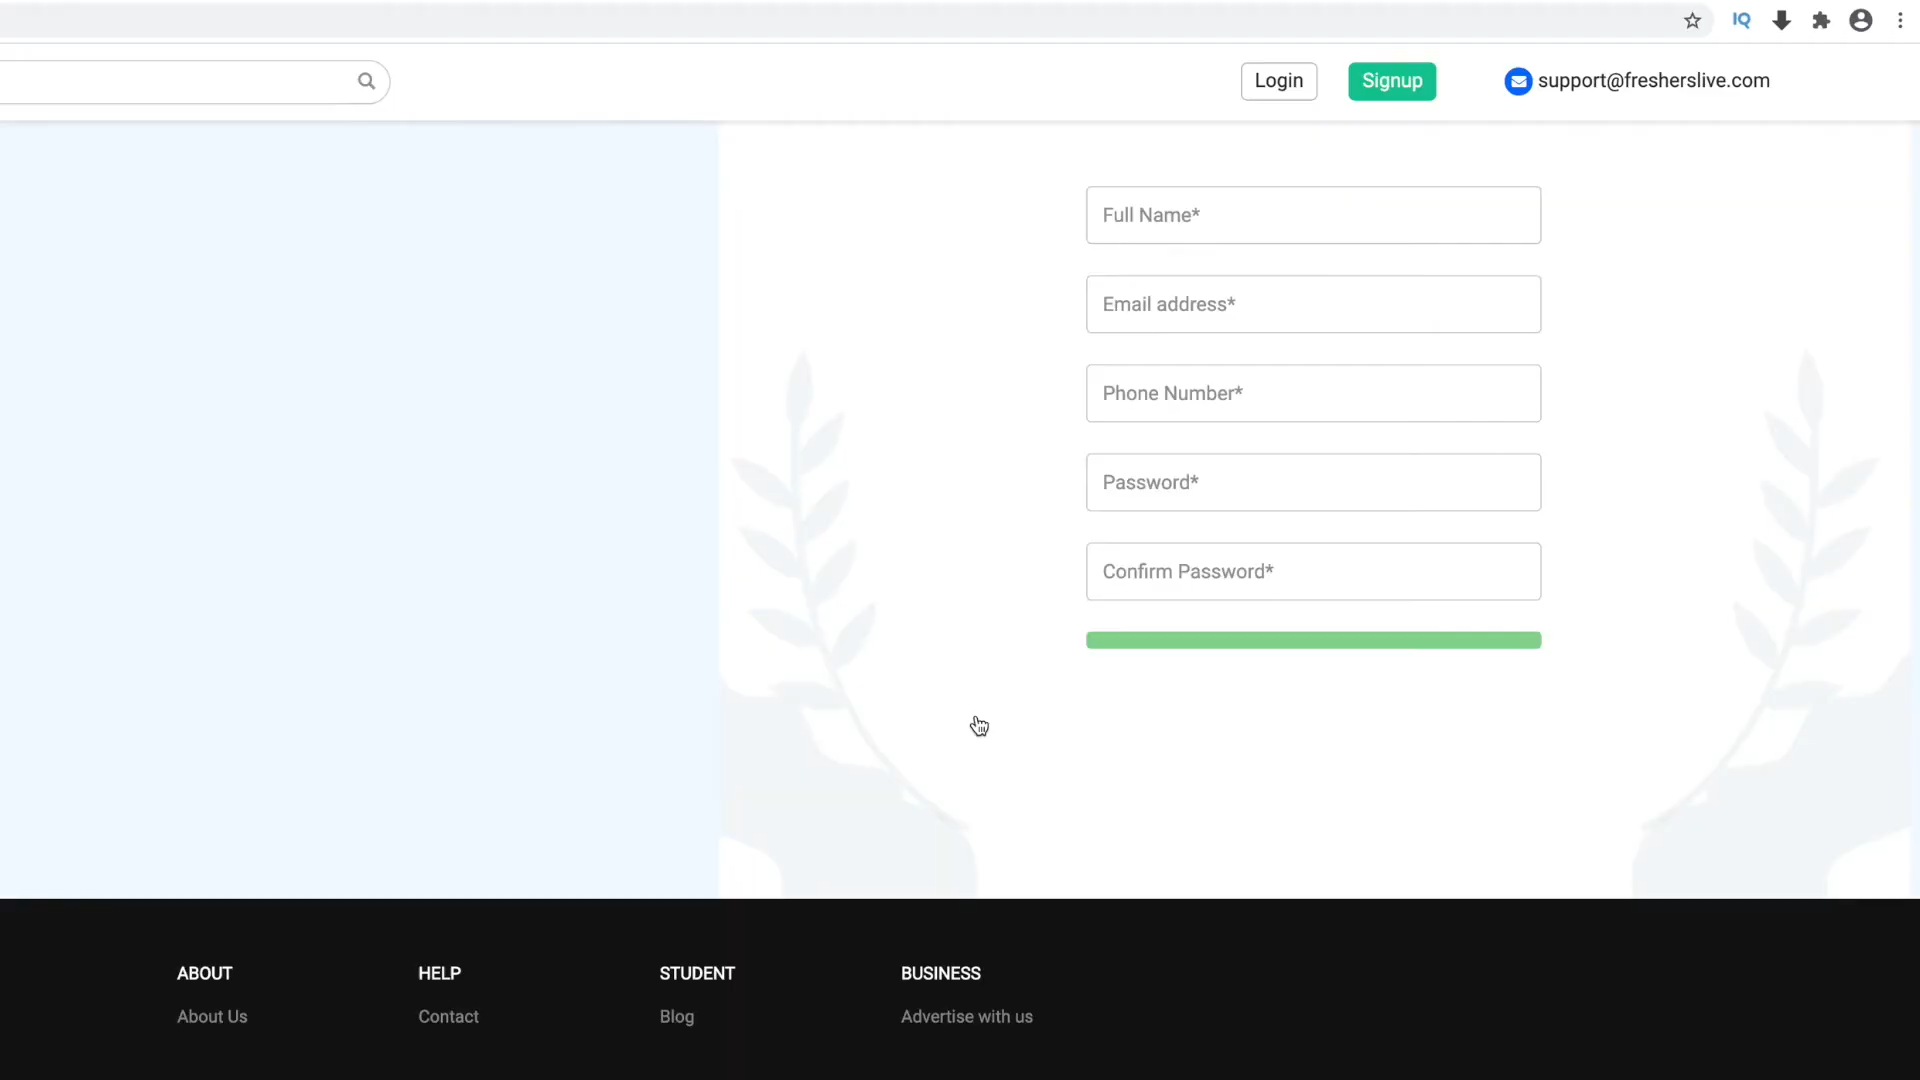 IQ
Login
Signup
support@fresherslive.com
Full Name*
Email address*
Phone Number*
Password*
Confirm Password*
ABOUT
HELP
STUDENT
BUSINESS
About Us
Contact
Blog
Advertise with us